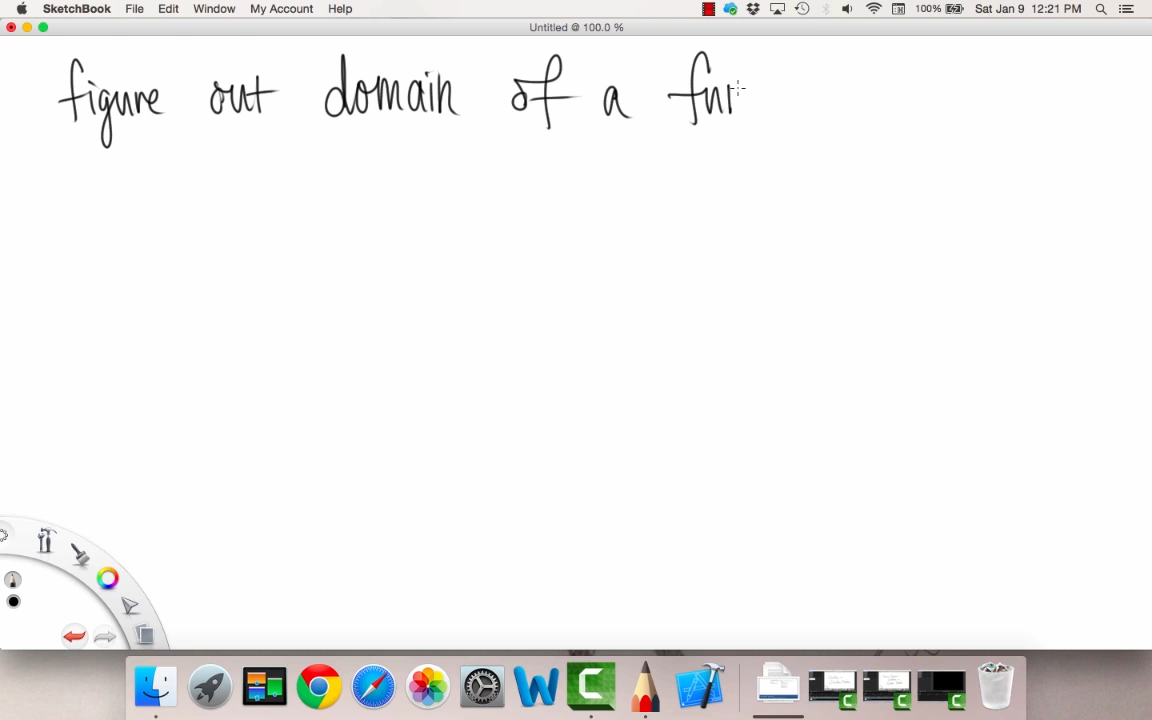 SketchBook File Edit Window My Account Help 100% Sat Jan 9 12:21 PM
Untitled @ 100.0 %
figure out domain of a fun